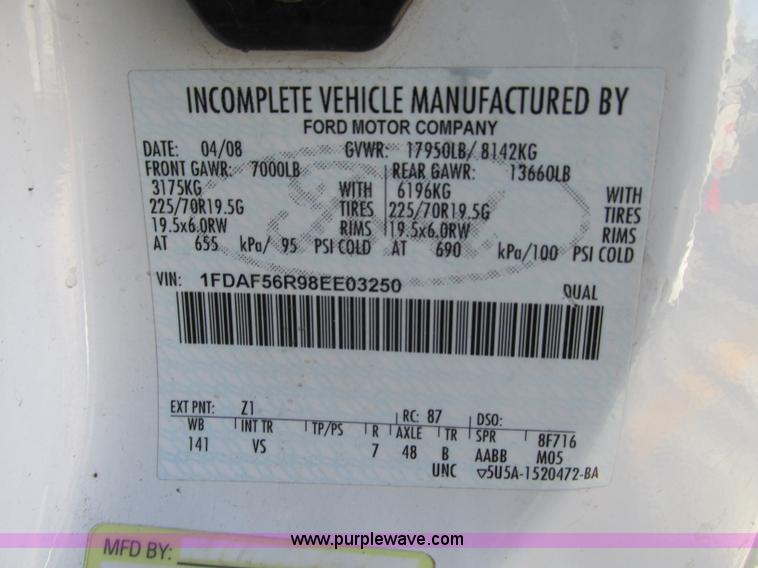 INCOMPLETE VEHICLE MANUFACTURED BY
FORD MOTOR COMPANY
DATE: 04/08 GVWR: 17950LB/ 8142KG
FRONT GAWR: 7000LB REAR GAWR: 13660LB
3175KG WITH 6196KG WITH
225/70R19.5G TIRES 225/70R19.5G TIRES
19.5x6.0RW RIMS 19.5x6.0RW RIMS
AT 655 kPa/ 95 PSI COLD AT 690 kPa/100 PSI COLD
VIN: 1FDAF56R98EE03250 DUAL
EXT PNT: Z1 RC: 87 DSO:
WB INT TR TP/PS R AXLE TR SPR 8F716
141 VS 7 48 B AABB M05
UNC ▽5U5A-1520472-BA
MFD BY:
www.purplewave.com